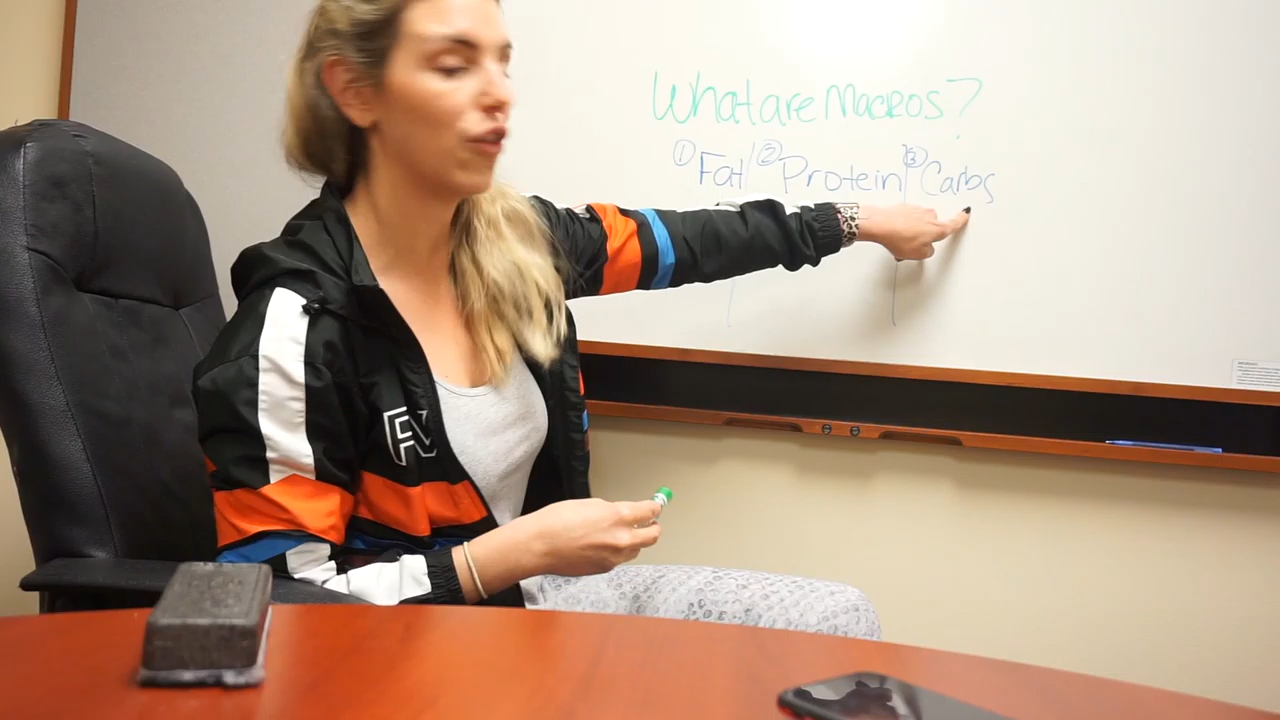 What are Macros?
① Fat ② Protein ③ Carbs